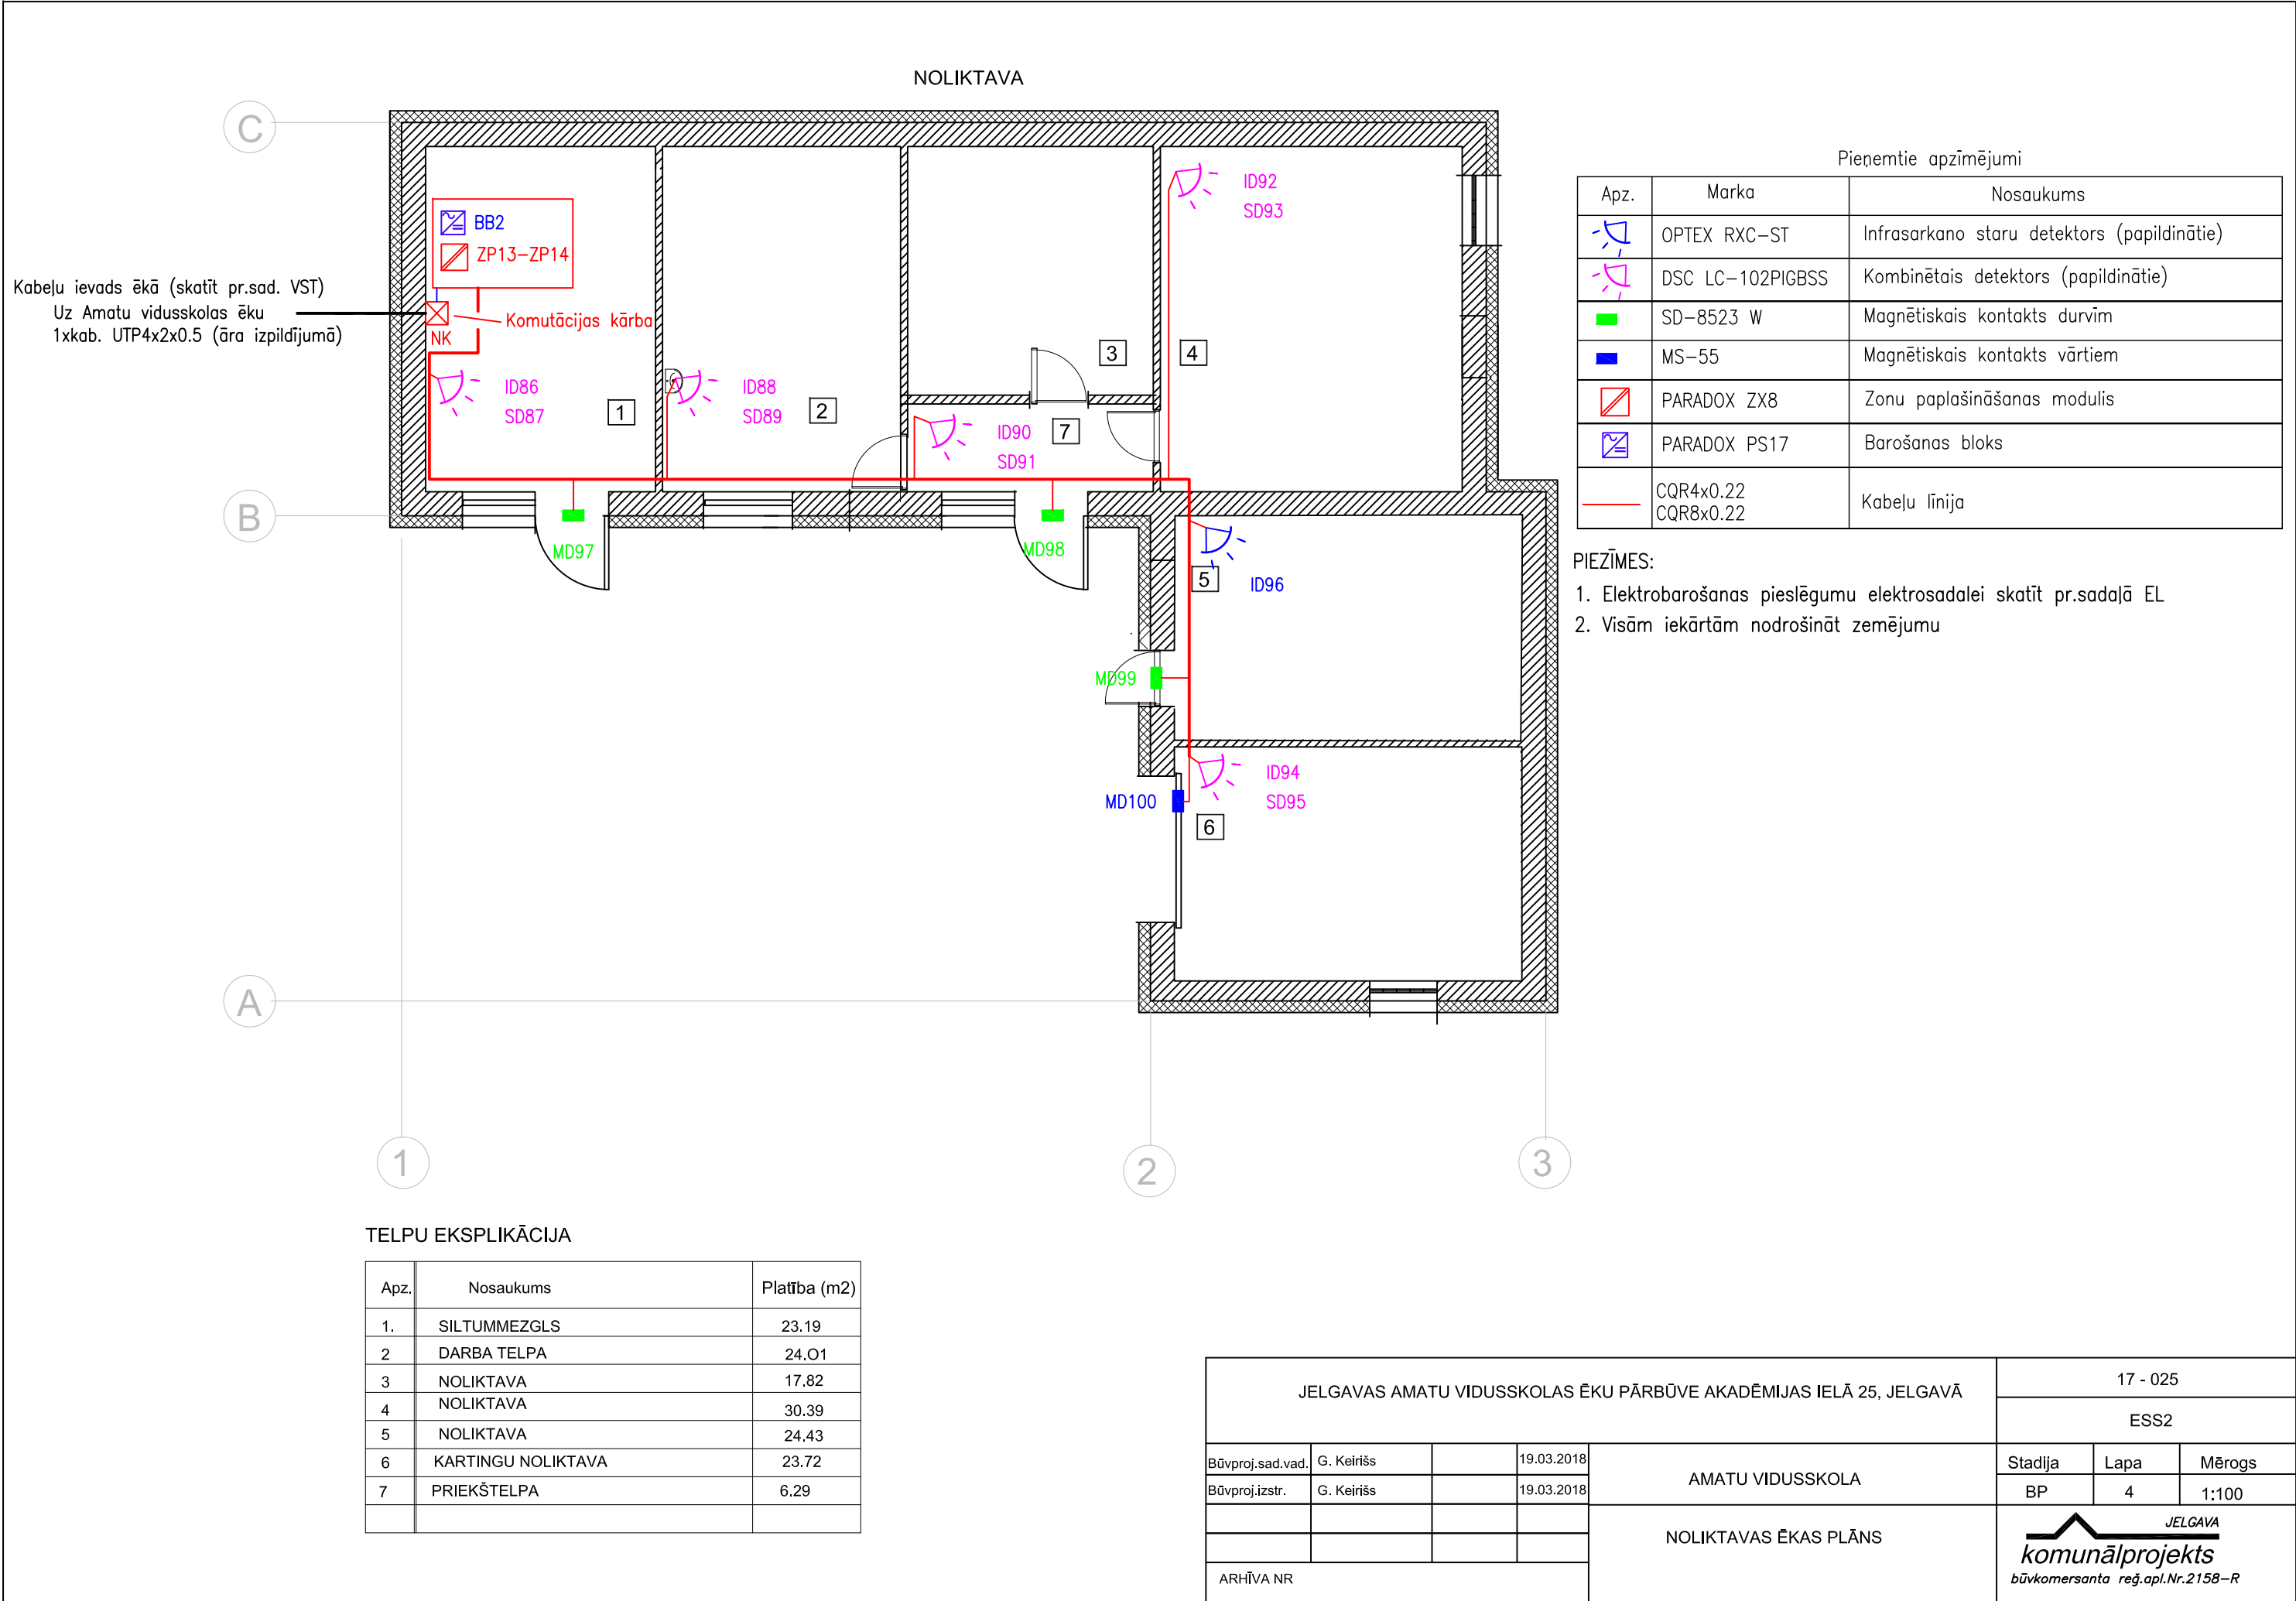 NOLIKTAVA
C
B
A
1
2
3
BB2
ZP13-ZP14
Kabeļu ievads ēkā (skatīt pr.sad. VST)
Uz Amatu vidusskolas ēku
1xkab. UTP4x2x0.5 (āra izpildījumā)
Komutācijas kārba
NK
ID86
SD87
1
ID88
SD89
2
3
ID90
SD91
7
ID92
SD93
4
MD97
MD98
5
ID96
MD99
ID94
SD95
MD100
6
Pieņemtie apzīmējumi
Apz. Marka Nosaukums
OPTEX RXC-ST Infrasarkano staru detektors (papildinātie)
DSC LC-102PIGBSS Kombinētais detektors (papildinātie)
SD-8523 W Magnētiskais kontakts durvīm
MS-55 Magnētiskais kontakts vārtiem
PARADOX ZX8 Zonu paplašināšanas modulis
PARADOX PS17 Barošanas bloks
CQR4x0.22
CQR8x0.22
Kabeļu līnija
PIEZĪMES:
1. Elektrobarošanas pieslēgumu elektrosadalei skatīt pr.sadaļā EL
2. Visām iekārtām nodrošināt zemējumu
TELPU EKSPLIKĀCIJA
Apz. Nosaukums Platība (m2)
1. SILTUMMEZGLS 23.19
2 DARBA TELPA 24.O1
3 NOLIKTAVA 17.82
4 NOLIKTAVA 30.39
5 NOLIKTAVA 24.43
6 KARTINGU NOLIKTAVA 23.72
7 PRIEKŠTELPA 6.29
JELGAVAS AMATU VIDUSSKOLAS ĒKU PĀRBŪVE AKADĒMIJAS IELĀ 25, JELGAVĀ
17 - 025
ESS2
Būvproj.sad.vad. G. Keirišs 19.03.2018
Būvproj.izstr. G. Keirišs 19.03.2018
AMATU VIDUSSKOLA
Stadija Lapa Mērogs
BP 4 1:100
NOLIKTAVAS ĒKAS PLĀNS
ARHĪVA NR
JELGAVA
komunālprojekts
būvkomersanta reģ.apl.Nr.2158-R